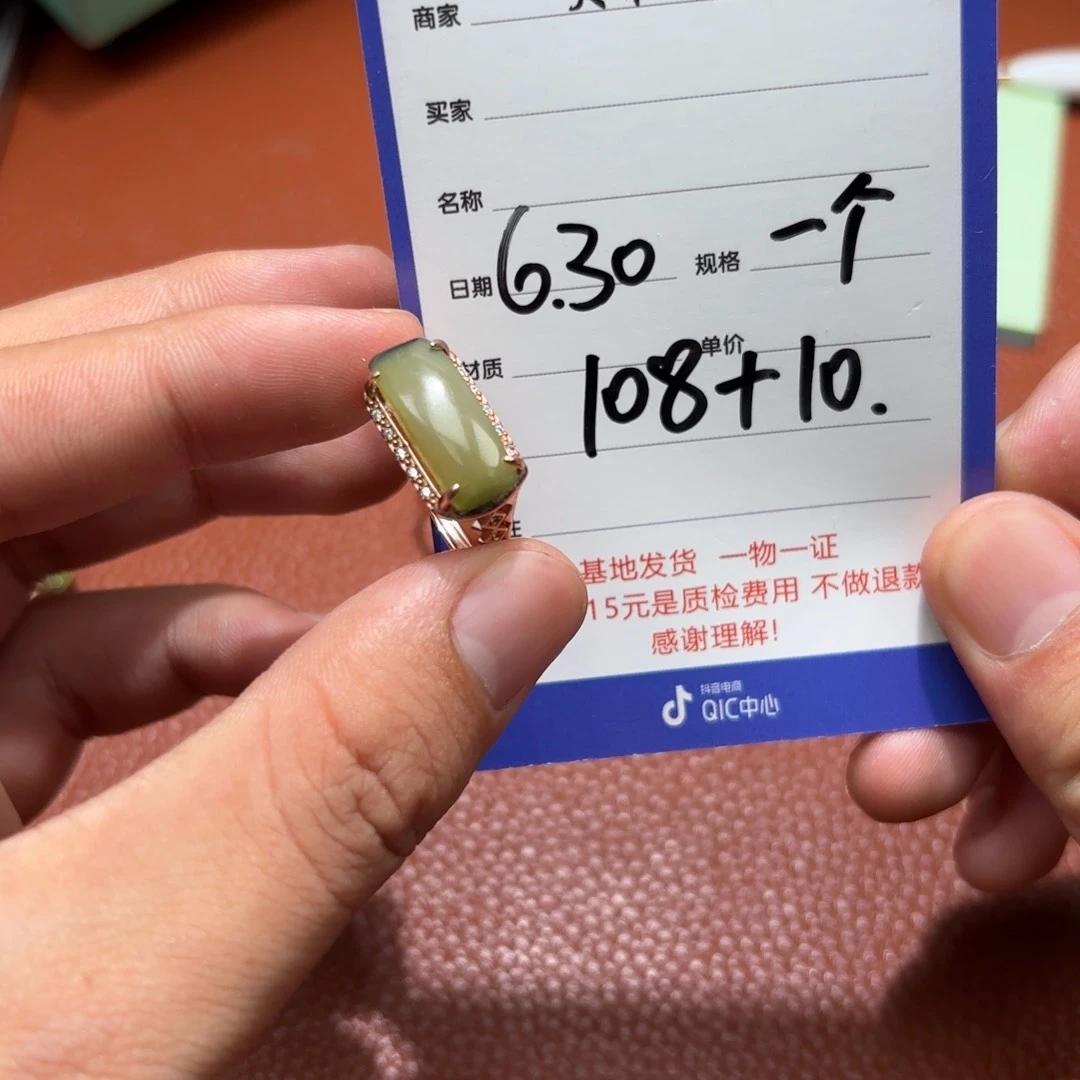 商家
买家
名称
日期 6.30 规格 一个
材质 单价
108+10.
基地发货 一物一证
15元是质检费用 不做退款
感谢理解!
抖音电商
QIC中心